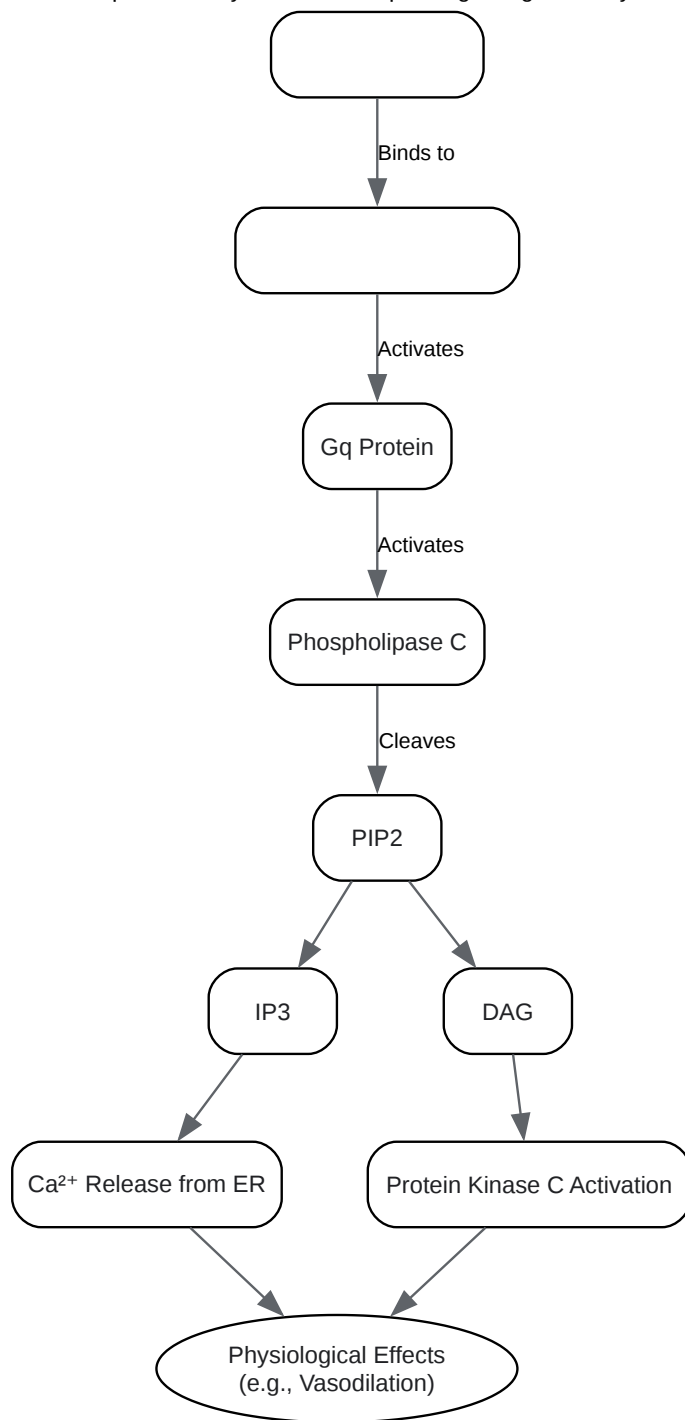 Binds to
Activates
Gq Protein
Activates
Phospholipase C
Cleaves
PIP2
IP3
DAG
Ca²⁺ Release from ER
Protein Kinase C Activation
Physiological Effects
(e.g., Vasodilation)